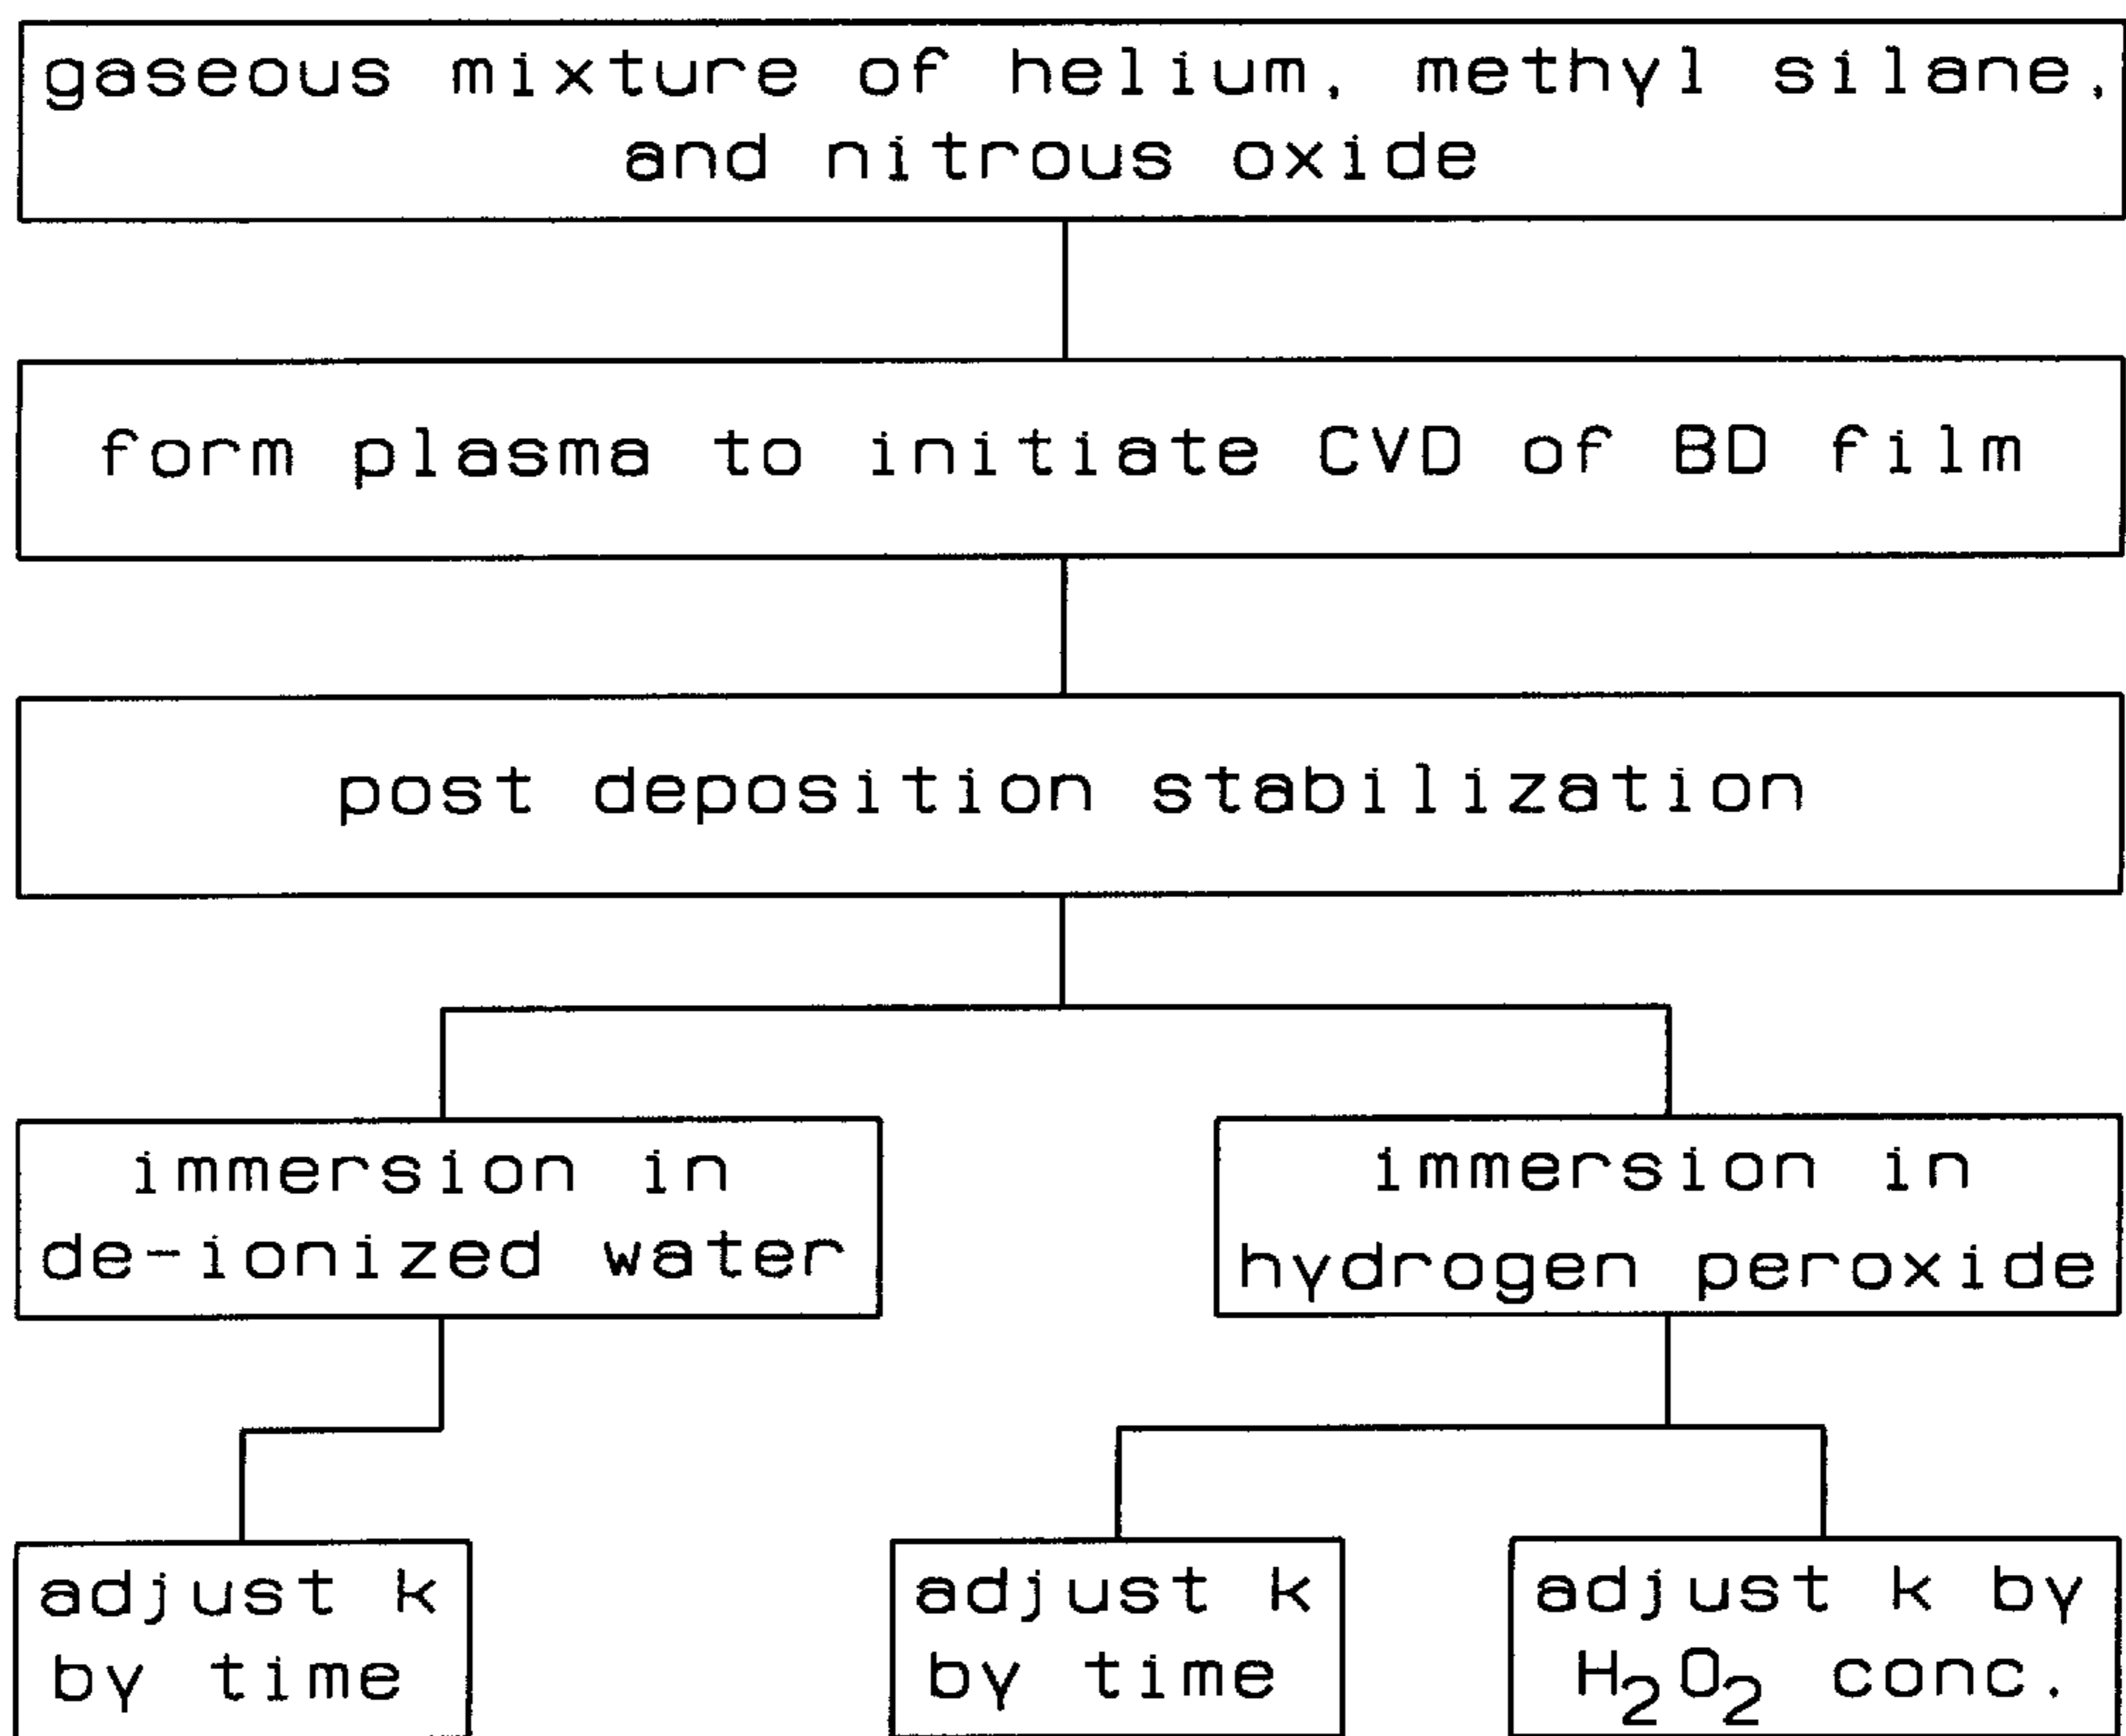 gaseous mixture of helium, methyl silane,
and nitrous oxide
form plasma to initiate CVD of BD film
post deposition stabilization
immersion in
de-ionized water
immersion in
hydrogen peroxide
adjust k
by time
adjust k
by time
adjust k by
H₂O₂ conc.